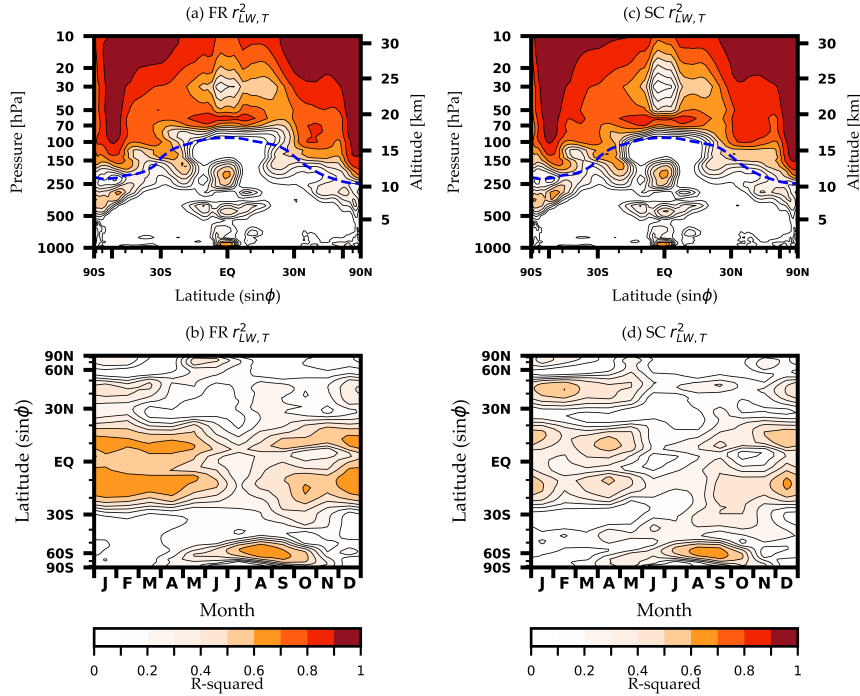 (a) FR r²LW,T
10
20
30
50
70
100
150
250
500
1000
Pressure [hPa]
30
25
20
15
10
5
Altitude [km]
90S 30S EQ 30N 90N
Latitude (sinϕ)
(c) SC r²LW,T
10
20
30
50
70
100
150
250
500
1000
Pressure [hPa]
30
25
20
15
10
5
Altitude [km]
90S 30S EQ 30N 90N
Latitude (sinϕ)
(b) FR r²LW,T
90N
60N
30N
EQ
30S
60S
90S
Latitude (sinϕ)
J F M A M J J A S O N D
Month
0 0.2 0.4 0.6 0.8 1
R-squared
(d) SC r²LW,T
90N
60N
30N
EQ
30S
60S
90S
Latitude (sinϕ)
J F M A M J J A S O N D
Month
0 0.2 0.4 0.6 0.8 1
R-squared